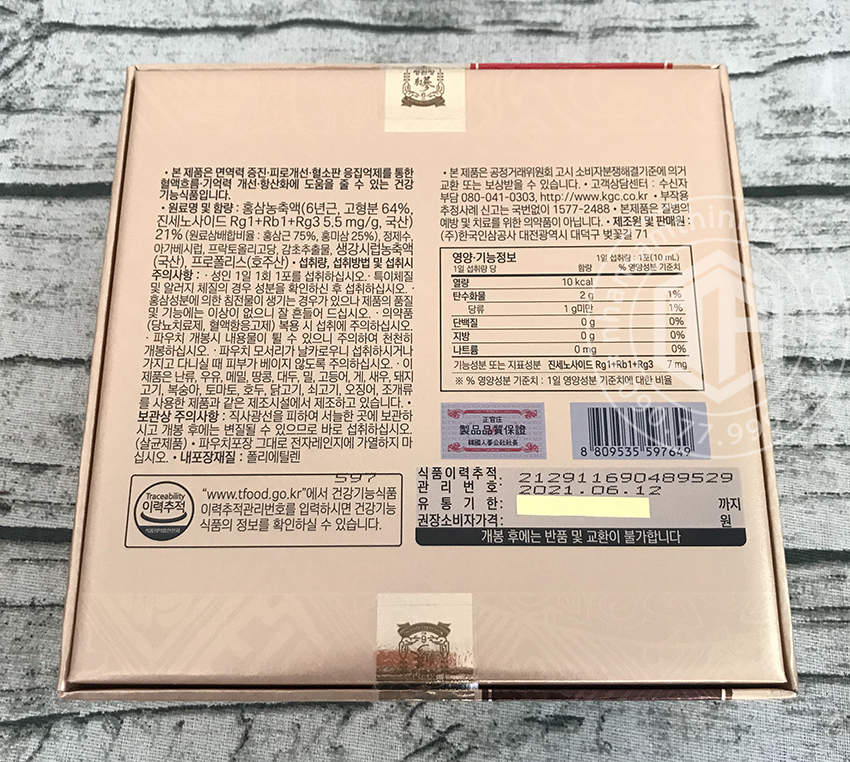 정관장
• 본 제품은 면역력 증진·피로개선·혈소판 응집억제를 통한
혈액흐름·기억력 개선·항산화에 도움을 줄 수 있는 건강
기능식품입니다.
• 원료명 및 함량 : 홍삼농축액(6년근, 고형분 64%,
진세노사이드 Rg1+Rb1+Rg3 5.5 mg/g, 국산)
21% (원료삼배합비율 : 홍삼근 75%, 홍미삼 25%), 정제수,
아가베시럽, 프락토올리고당, 감초추출물, 생강시럽농축액
(국산), 프로폴리스(호주산) • 섭취량, 섭취방법 및 섭취시
주의사항 : · 성인 1일 1회 1포를 섭취하십시오. · 특이체질
및 알러지 체질의 경우 성분을 확인하신 후 섭취하십시오. ·
홍삼성분에 의한 침전물이 생기는 경우가 있으나 제품의 품질
및 기능에는 이상이 없으니 잘 흔들어 드십시오. · 의약품
(당뇨치료제, 혈액항응고제) 복용 시 섭취에 주의하십시오.
· 파우치 개봉시 내용물이 튈 수 있으니 주의하여 천천히
개봉하십시오. · 파우치 모서리가 날카로우니 섭취하시거나
가지고 다니실 때 피부가 베이지 않도록 주의하십시오. · 이
제품은 난류, 우유, 메밀, 땅콩, 대두, 밀, 고등어, 게, 새우, 돼지
고기, 복숭아, 토마토, 호두, 닭고기, 쇠고기, 오징어, 조개류
를 사용한 제품과 같은 제조시설에서 제조하고 있습니다. •
보관상 주의사항 : 직사광선을 피하여 서늘한 곳에 보관하
시고 개봉 후에는 변질될 수 있으므로 바로 섭취하십시오.
(살균제품) • 파우치포장 그대로 전자레인지에 가열하지 마
십시오. • 내포장재질 : 폴리에틸렌
597
Traceability
이력추적
"www.tfood.go.kr"에서 건강기능식품
이력추적관리번호를 입력하시면 건강기능
식품의 정보를 확인하실 수 있습니다.
• 본 제품은 공정거래위원회 고시 소비자분쟁해결기준에 의거
교환 또는 보상받을 수 있습니다. • 고객상담센터 : 수신자
부담 080-041-0303, http://www.kgc.co.kr • 부작용
추정사례 신고는 국번없이 1577-2488 • 본제품은 질병의
예방 및 치료를 위한 의약품이 아닙니다. • 제조원 및 판매원 :
(주)한국인삼공사 대전광역시 대덕구 벚꽃길 71
영양·기능정보 1일 섭취량 : 1포(10 mL)
1일 섭취량 당 함량 % 영양성분 기준치
열량 10 kcal
탄수화물 2 g 1%
당류 1 g미만 1%
단백질 0 g 0%
지방 0 g 0%
나트륨 0 mg 0%
기능성분 또는 지표성분 진세노사이드 Rg1+Rb1+Rg3 7 mg
※ % 영양성분 기준치 : 1일 영양성분 기준치에 대한 비율
正官庄
製品品質保證
韓國人蔘公社社長
8 809535 597649
식품이력추적 관리번호: 212911690489529
유통기한: 2021.06.12 까지
권장소비자가격: 원
개봉 후에는 반품 및 교환이 불가합니다